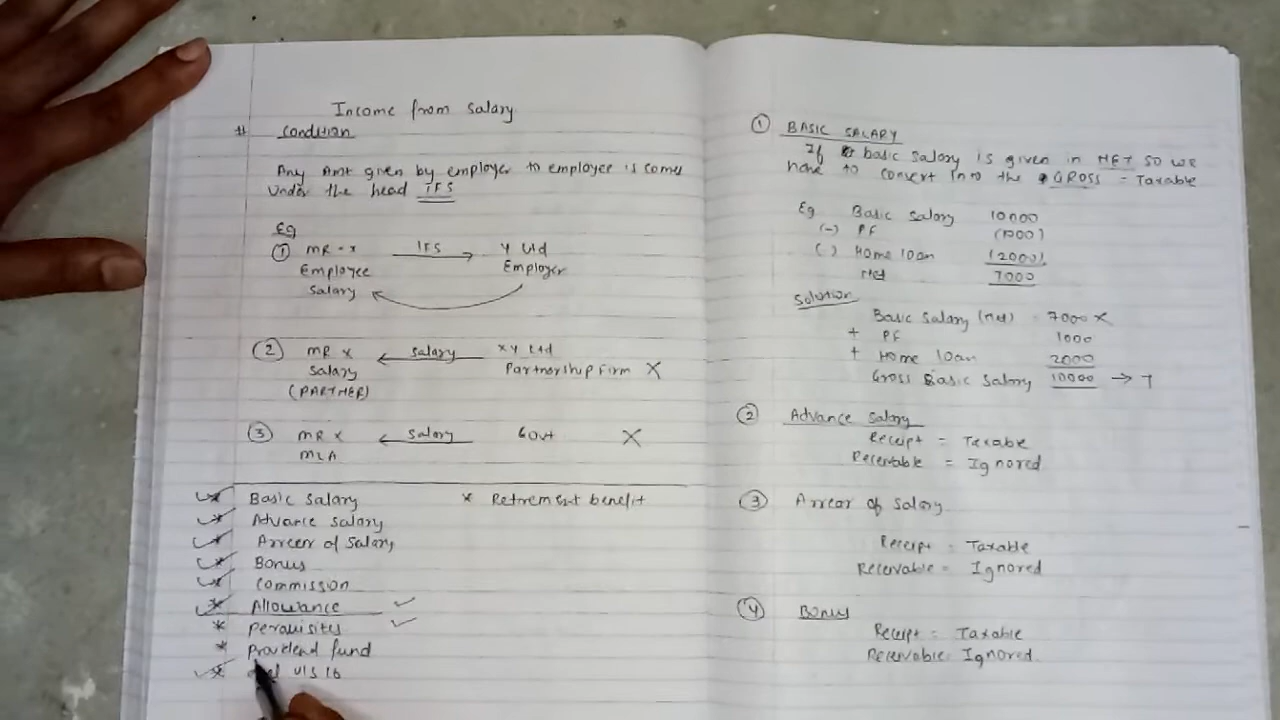 Income from Salary
# Condition
Any Amt given by employer to employee is comes
Under the head IFS
Eg
① MR - x IFS Y Ltd
Employee Employer
Salary
② MR x Salary XY Ltd
Salary Partnership Firm X
(PARTNER)
③ MR x Salary Govt X
MLA
* Basic Salary * Retirement benefit
* Advance Salary
* Arreer of Salary
* Bonus
* Commission
* Allowance
* Perquisites
* Provident fund
* U/S 16
① BASIC SALARY
If basic salary is given in NET SO we
have to convert into the GROSS = Taxable
Eg Basic Salary 10000
(-) PF (1000)
(-) Home loan (2000)
Net 7000
Solution
Basic Salary (net) 7000 x
+ PF 1000
+ Home loan 2000
Gross Basic Salary 10000 → T
② Advance Salary
Receipt = Taxable
Receivable = Ignored
③ Arreor of Salary
Receipt = Taxable
Receivable = Ignored
④ Bonus
Receipt = Taxable
Receivable = Ignored